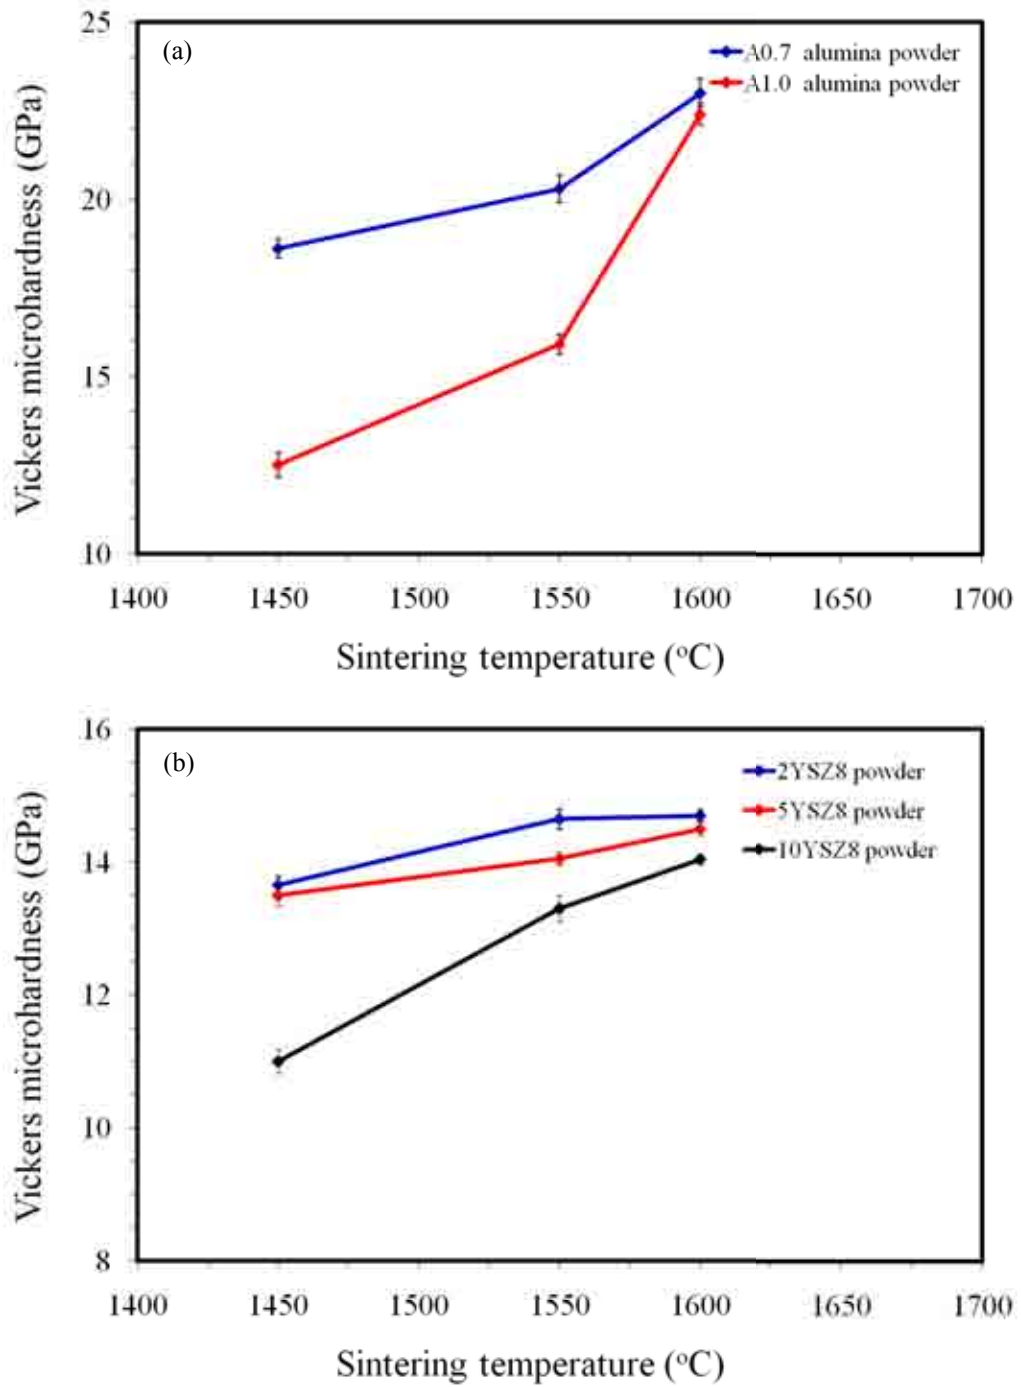 (a)
A0.7 alumina powder
A1.0 alumina powder
Vickers microhardness (GPa)
25
20
15
10
1400 1450 1500 1550 1600 1650 1700
Sintering temperature (°C)
(b)
2YSZ8 powder
5YSZ8 powder
10YSZ8 powder
Vickers microhardness (GPa)
16
14
12
10
8
1400 1450 1500 1550 1600 1650 1700
Sintering temperature (°C)